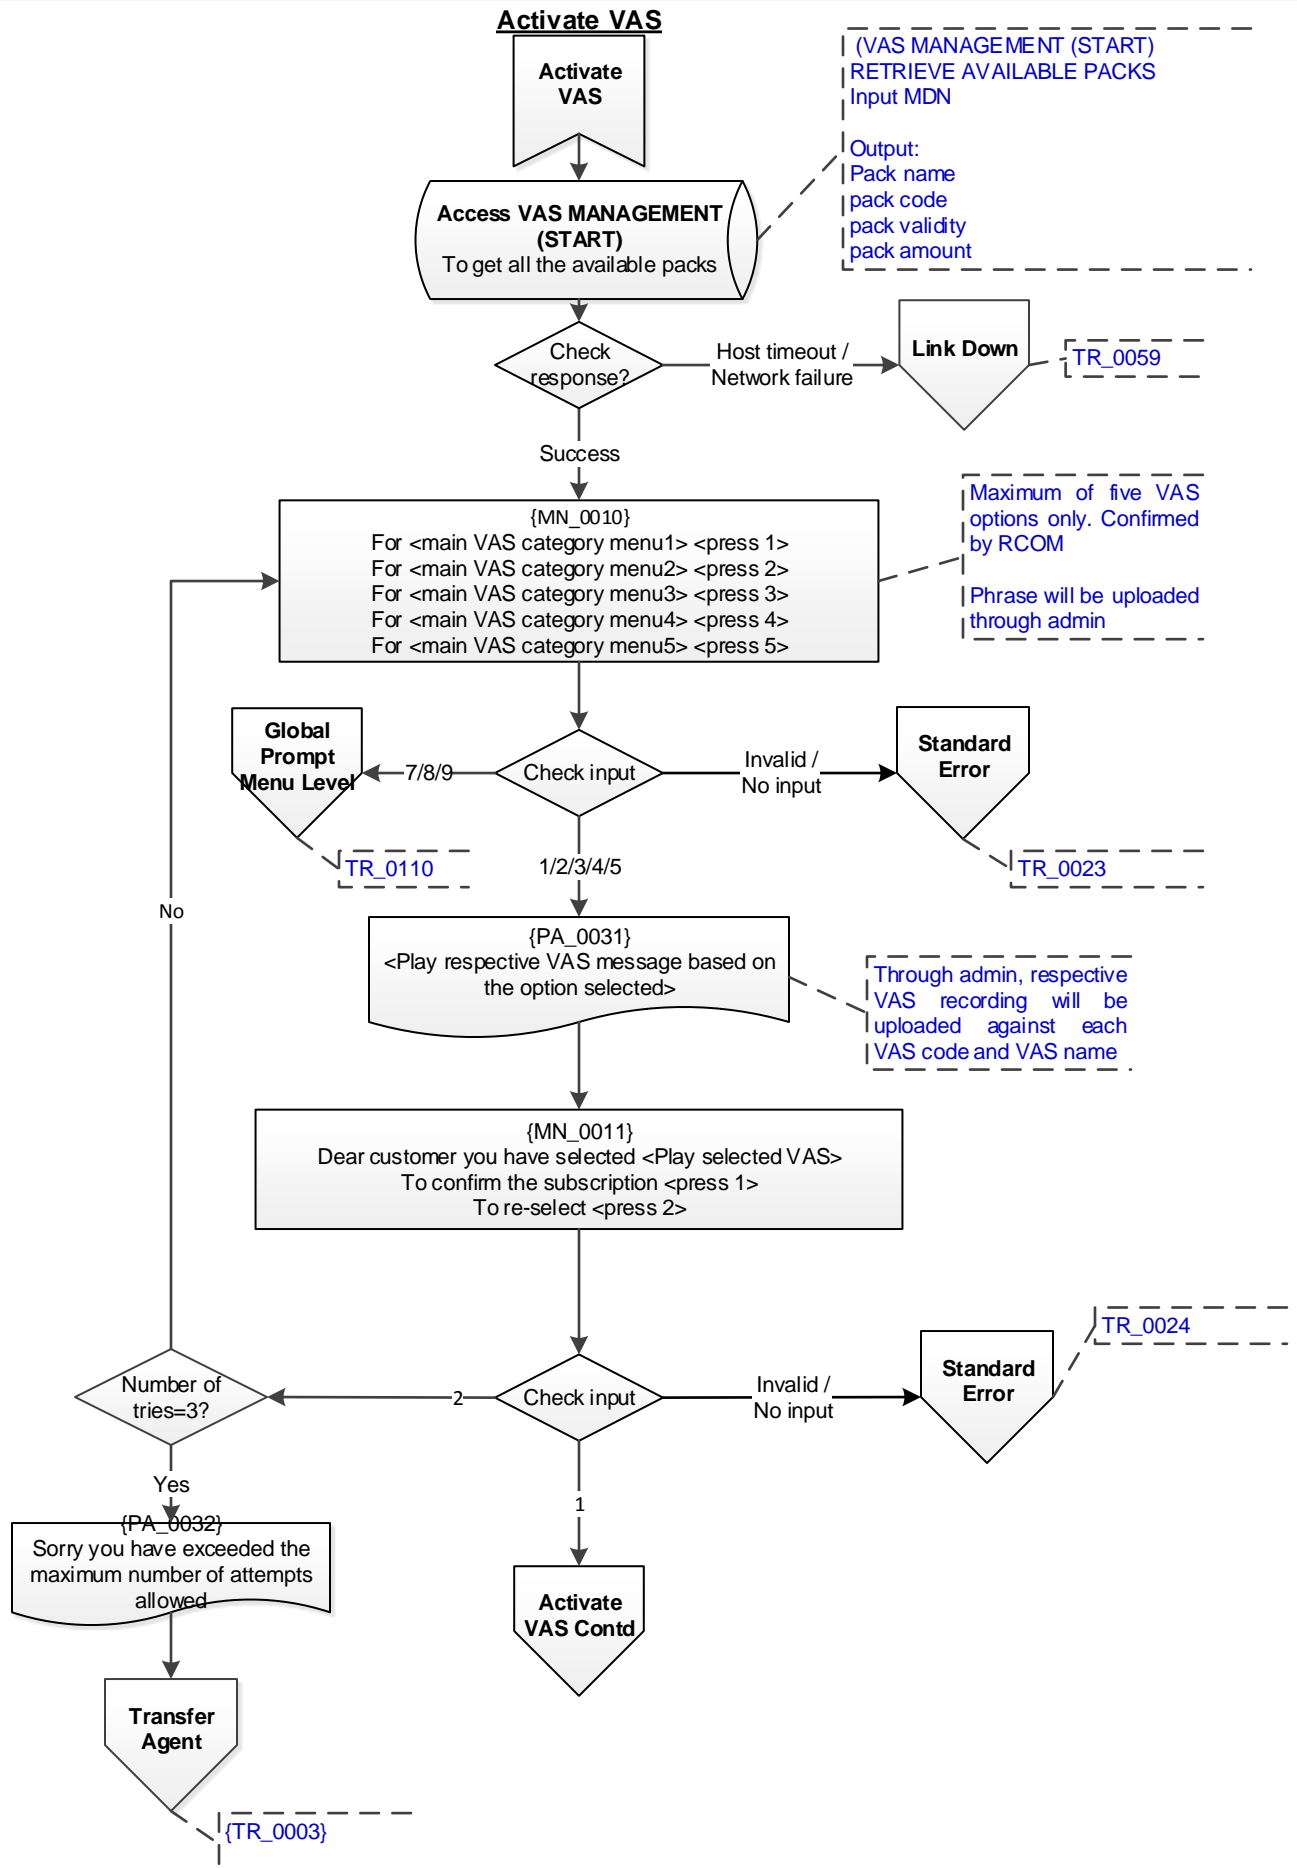 Activate VAS
Activate
VAS
(VAS MANAGEMENT (START)
RETRIEVE AVAILABLE PACKS
Input MDN
Output:
Pack name
pack code
pack validity
pack amount
Access VAS MANAGEMENT
(START)
To get all the available packs
Check
response?
Host timeout /
Network failure
Link Down
TR_0059
Success
{MN_0010}
For <main VAS category menu1> <press 1>
For <main VAS category menu2> <press 2>
For <main VAS category menu3> <press 3>
For <main VAS category menu4> <press 4>
For <main VAS category menu5> <press 5>
Maximum of five VAS
options only. Confirmed
by RCOM
Phrase will be uploaded
through admin
Global
Prompt
Menu Level
7/8/9
Check input
Invalid /
No input
Standard
Error
TR_0110
1/2/3/4/5
TR_0023
No
{PA_0031}
<Play respective VAS message based on
the option selected>
Through admin, respective
VAS recording will be
uploaded against each
VAS code and VAS name
{MN_0011}
Dear customer you have selected <Play selected VAS>
To confirm the subscription <press 1>
To re-select <press 2>
TR_0024
Number of
tries=3?
2
Check input
Invalid /
No input
Standard
Error
Yes
1
{PA_0032}
Sorry you have exceeded the
maximum number of attempts
allowed
Activate
VAS Contd
Transfer
Agent
{TR_0003}